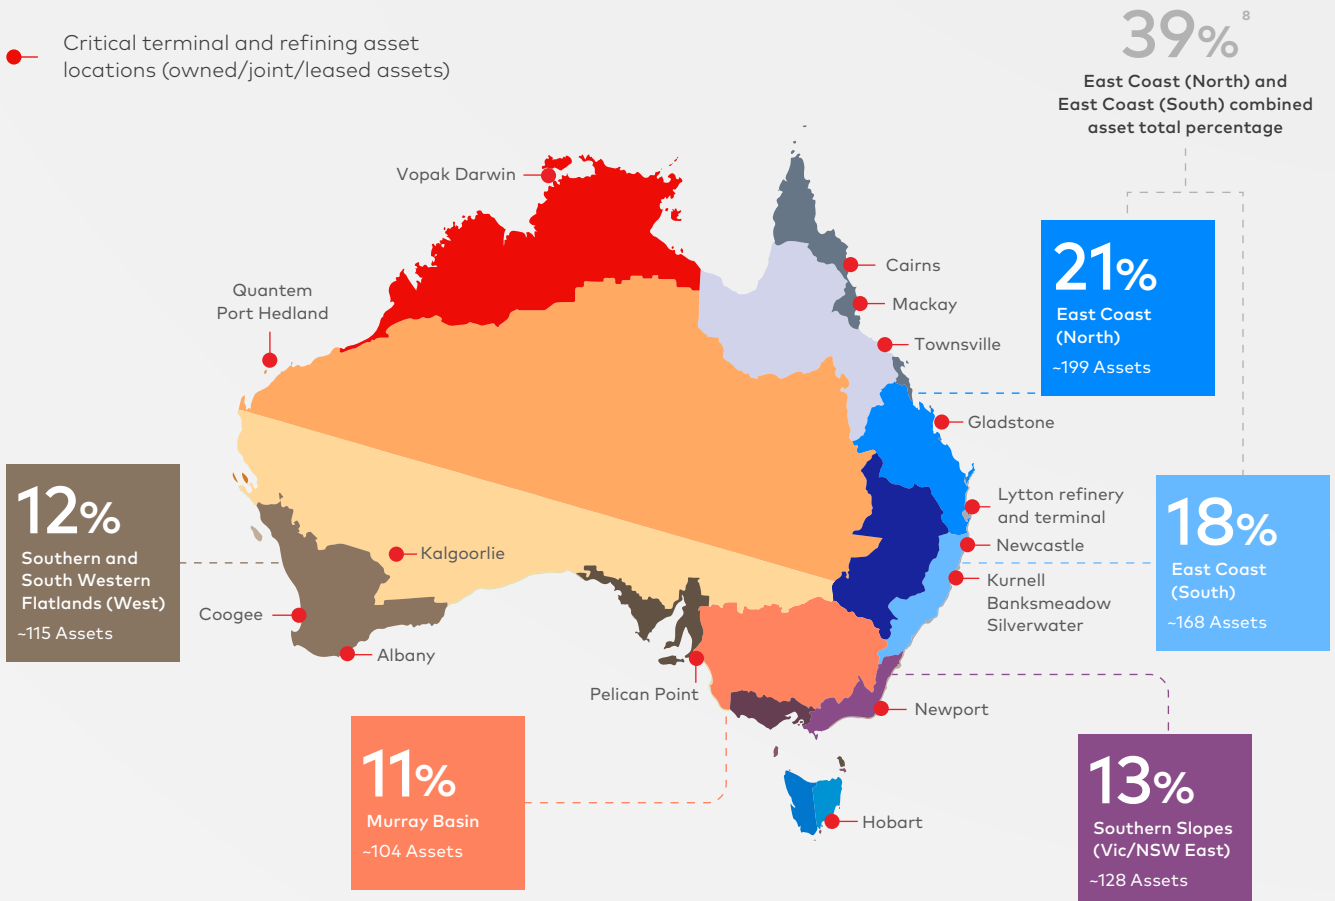 Critical terminal and refining asset
locations (owned/joint/leased assets)
39% 8
East Coast (North) and
East Coast (South) combined
asset total percentage
Vopak Darwin
Quantem
Port Hedland
Cairns
Mackay
Townsville
21%
East Coast
(North)
~199 Assets
Gladstone
Lytton refinery
and terminal
Newcastle
Kurnell
Banksmeadow
Silverwater
18%
East Coast
(South)
~168 Assets
12%
Southern and
South Western
Flatlands (West)
~115 Assets
Kalgoorlie
Coogee
Albany
Pelican Point
Newport
11%
Murray Basin
~104 Assets
13%
Southern Slopes
(Vic/NSW East)
~128 Assets
Hobart